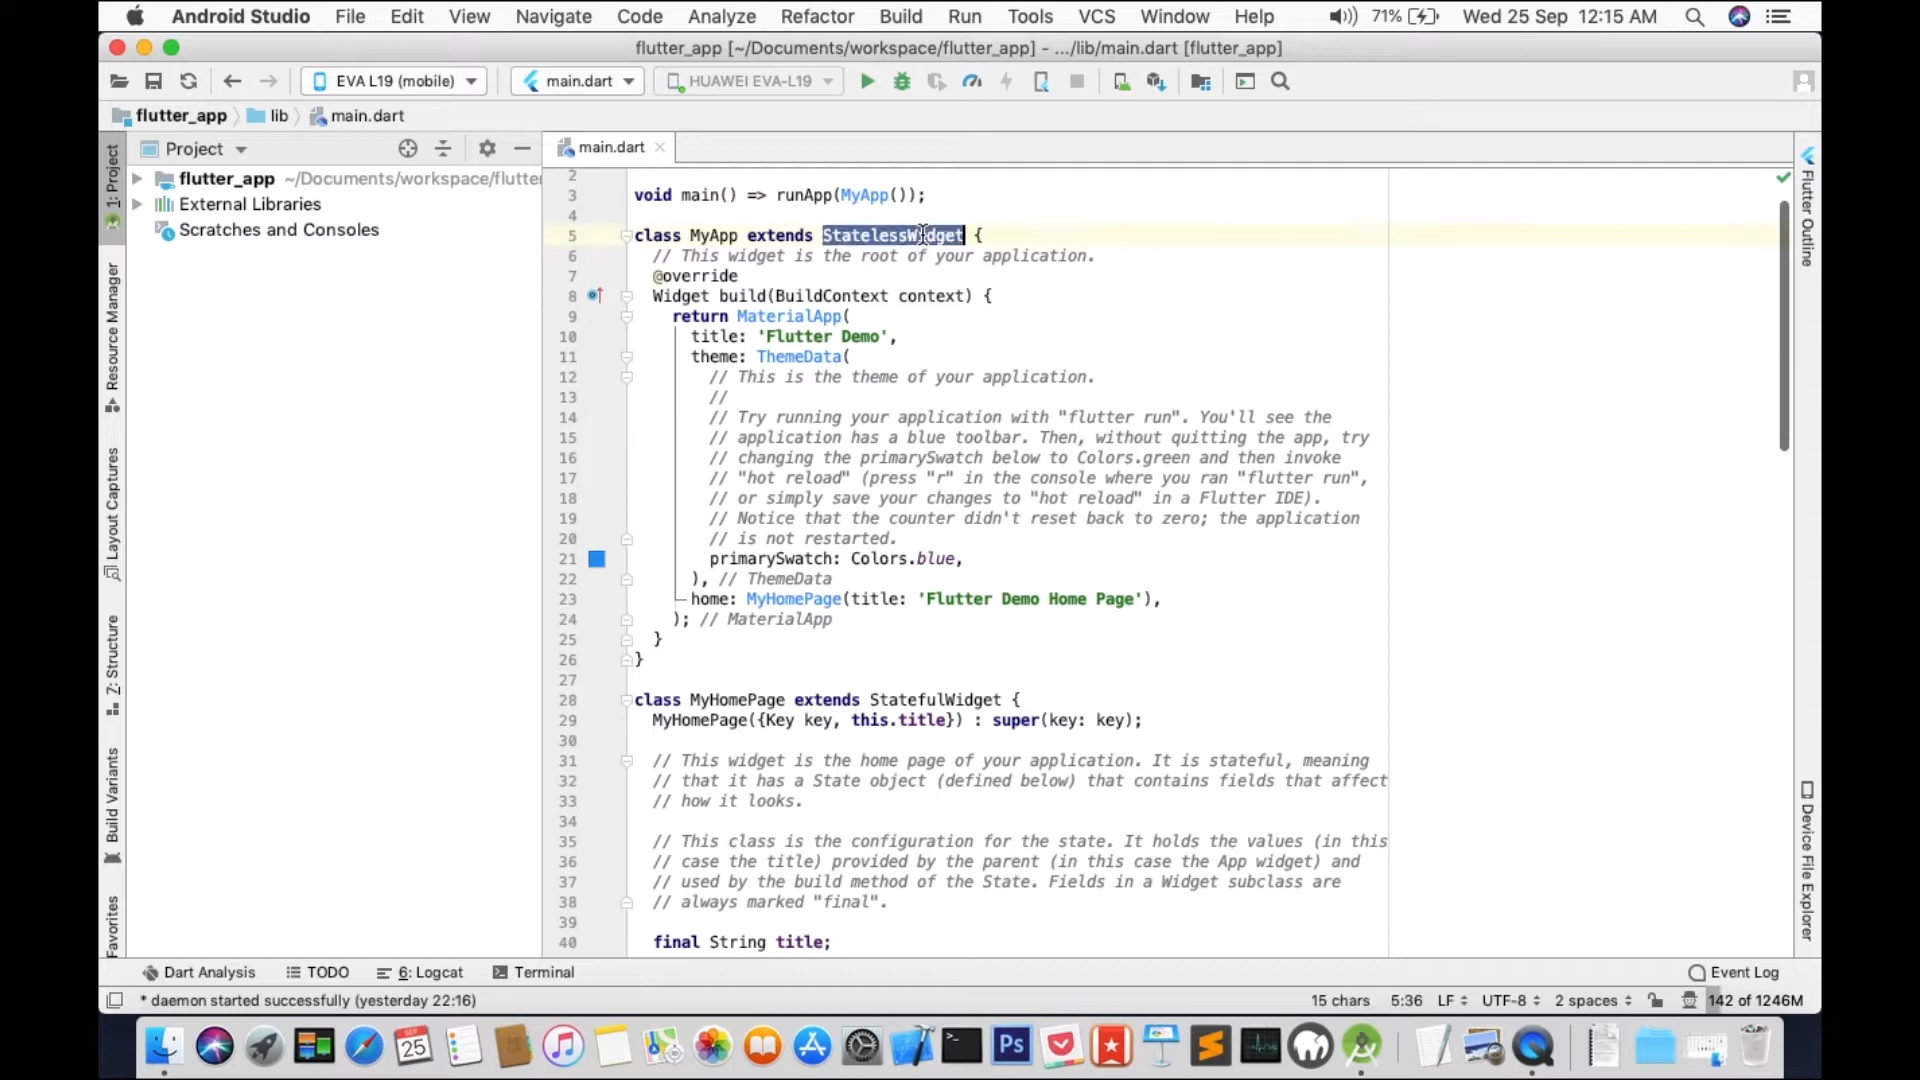 Android Studio File Edit View Navigate Code Analyze Refactor Build Run Tools VCS Window Help 71% Wed 25 Sep 12:15 AM
flutter_app [~/Documents/workspace/flutter_app] - .../lib/main.dart [flutter_app]
EVA L19 (mobile) main.dart HUAWEI EVA-L19
flutter_app lib main.dart
Project
main.dart
flutter_app ~/Documents/workspace/flutter
External Libraries
Scratches and Consoles
1: Project
Resource Manager
Layout Captures
Z: Structure
Build Variants
Favorites
2
3 void main() => runApp(MyApp());
4
5 class MyApp extends StatelessWidget {
6 // This widget is the root of your application.
7 @override
8 Widget build(BuildContext context) {
9 return MaterialApp(
10 title: 'Flutter Demo',
11 theme: ThemeData(
12 // This is the theme of your application.
13 //
14 // Try running your application with "flutter run". You'll see the
15 // application has a blue toolbar. Then, without quitting the app, try
16 // changing the primarySwatch below to Colors.green and then invoke
17 // "hot reload" (press "r" in the console where you ran "flutter run",
18 // or simply save your changes to "hot reload" in a Flutter IDE).
19 // Notice that the counter didn't reset back to zero; the application
20 // is not restarted.
21 primarySwatch: Colors.blue,
22 ), // ThemeData
23 home: MyHomePage(title: 'Flutter Demo Home Page'),
24 ); // MaterialApp
25 }
26 }
27
28 class MyHomePage extends StatefulWidget {
29 MyHomePage({Key key, this.title}) : super(key: key);
30
31 // This widget is the home page of your application. It is stateful, meaning
32 // that it has a State object (defined below) that contains fields that affect
33 // how it looks.
34
35 // This class is the configuration for the state. It holds the values (in this
36 // case the title) provided by the parent (in this case the App widget) and
37 // used by the build method of the State. Fields in a Widget subclass are
38 // always marked "final".
39
40 final String title;
Flutter Outline
Device File Explorer
Dart Analysis TODO 6: Logcat Terminal Event Log
* daemon started successfully (yesterday 22:16) 15 chars 5:36 LF UTF-8 2 spaces 142 of 1246M
SEP
25
Ps